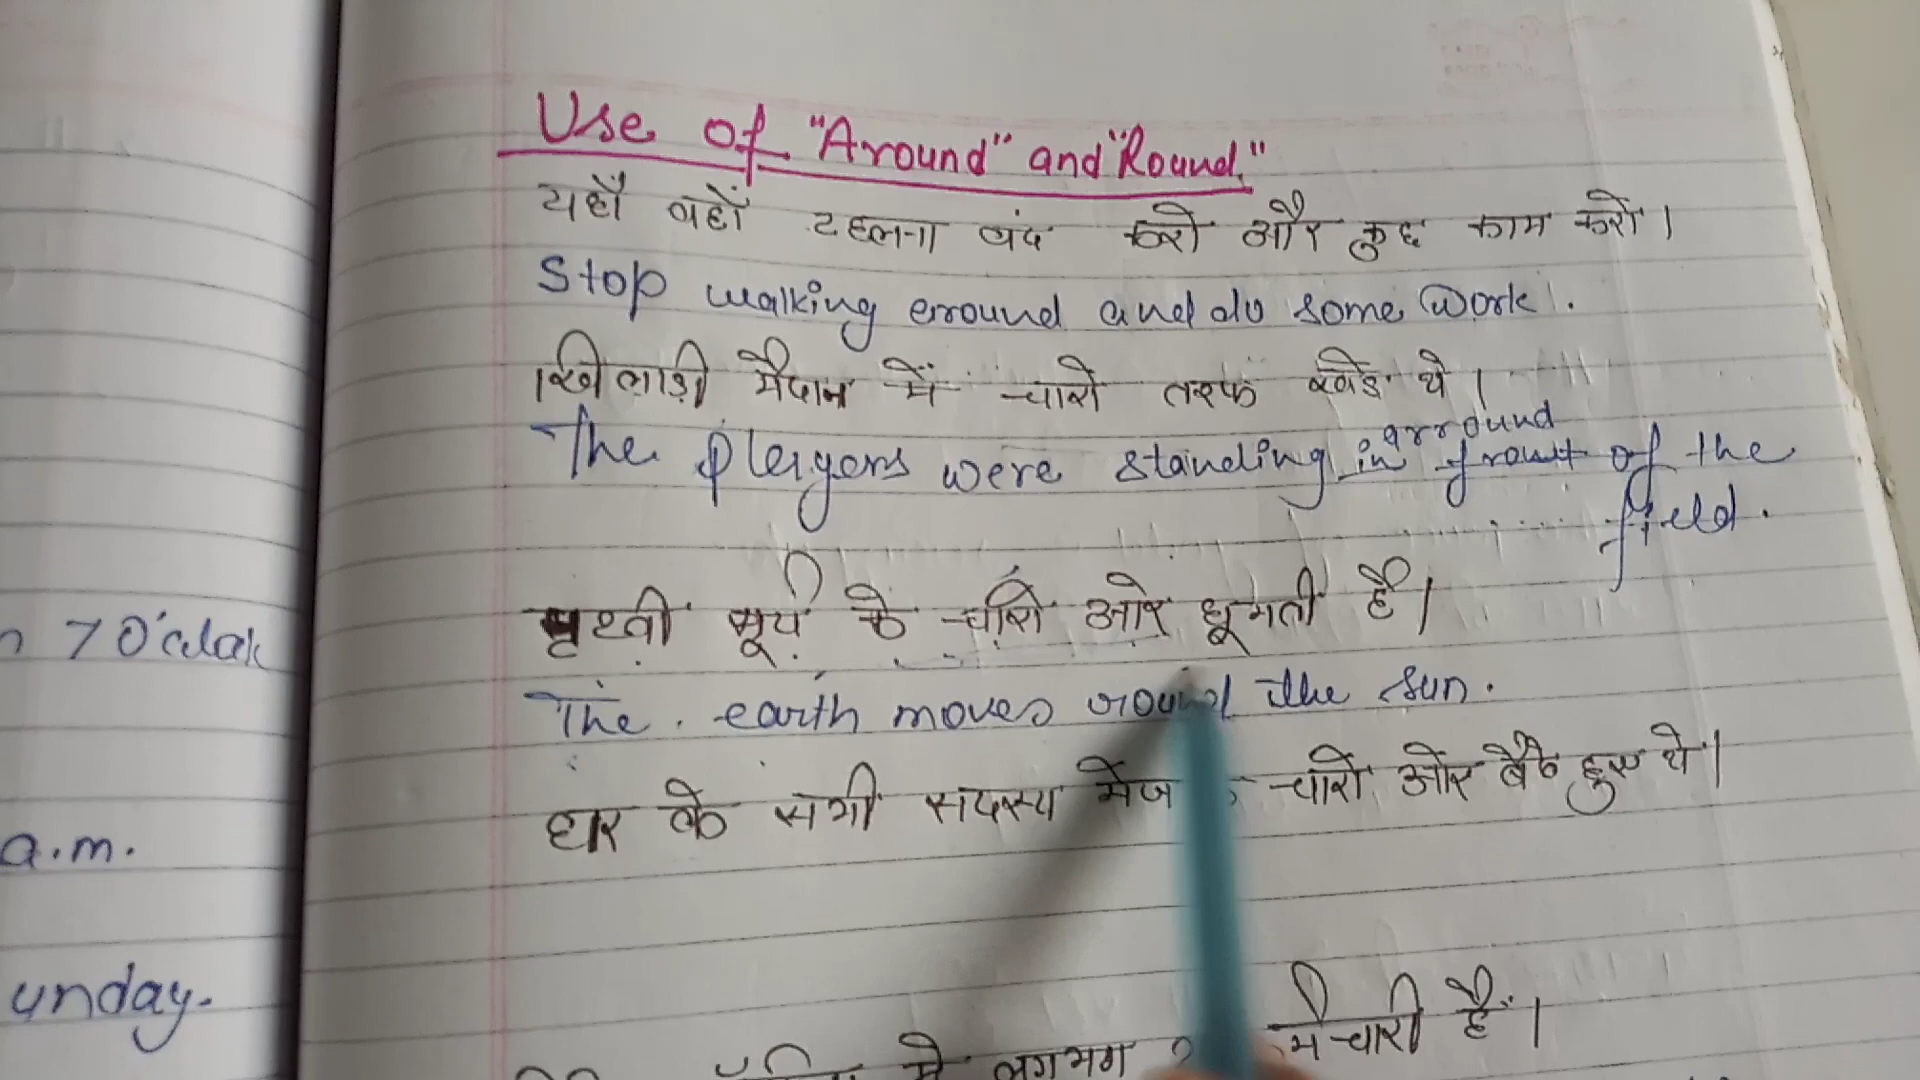 7 O'clak
a.m.
unday.
Use of "Around" and "Round."
यहाँ वहाँ टहलना बंद करो और कुछ काम करो।
Stop walking around and do some work.
खिलाड़ी मैदान में चारो तरफ खड़े थे।
arround
The players were standing in front of the
field.
पृथ्वी सूर्य के चारो ओर घूमती है।
The earth moves round the sun.
घर के सभी सदस्य मेज चारो ओर बैठे हुए थे।
मे लगभग है।